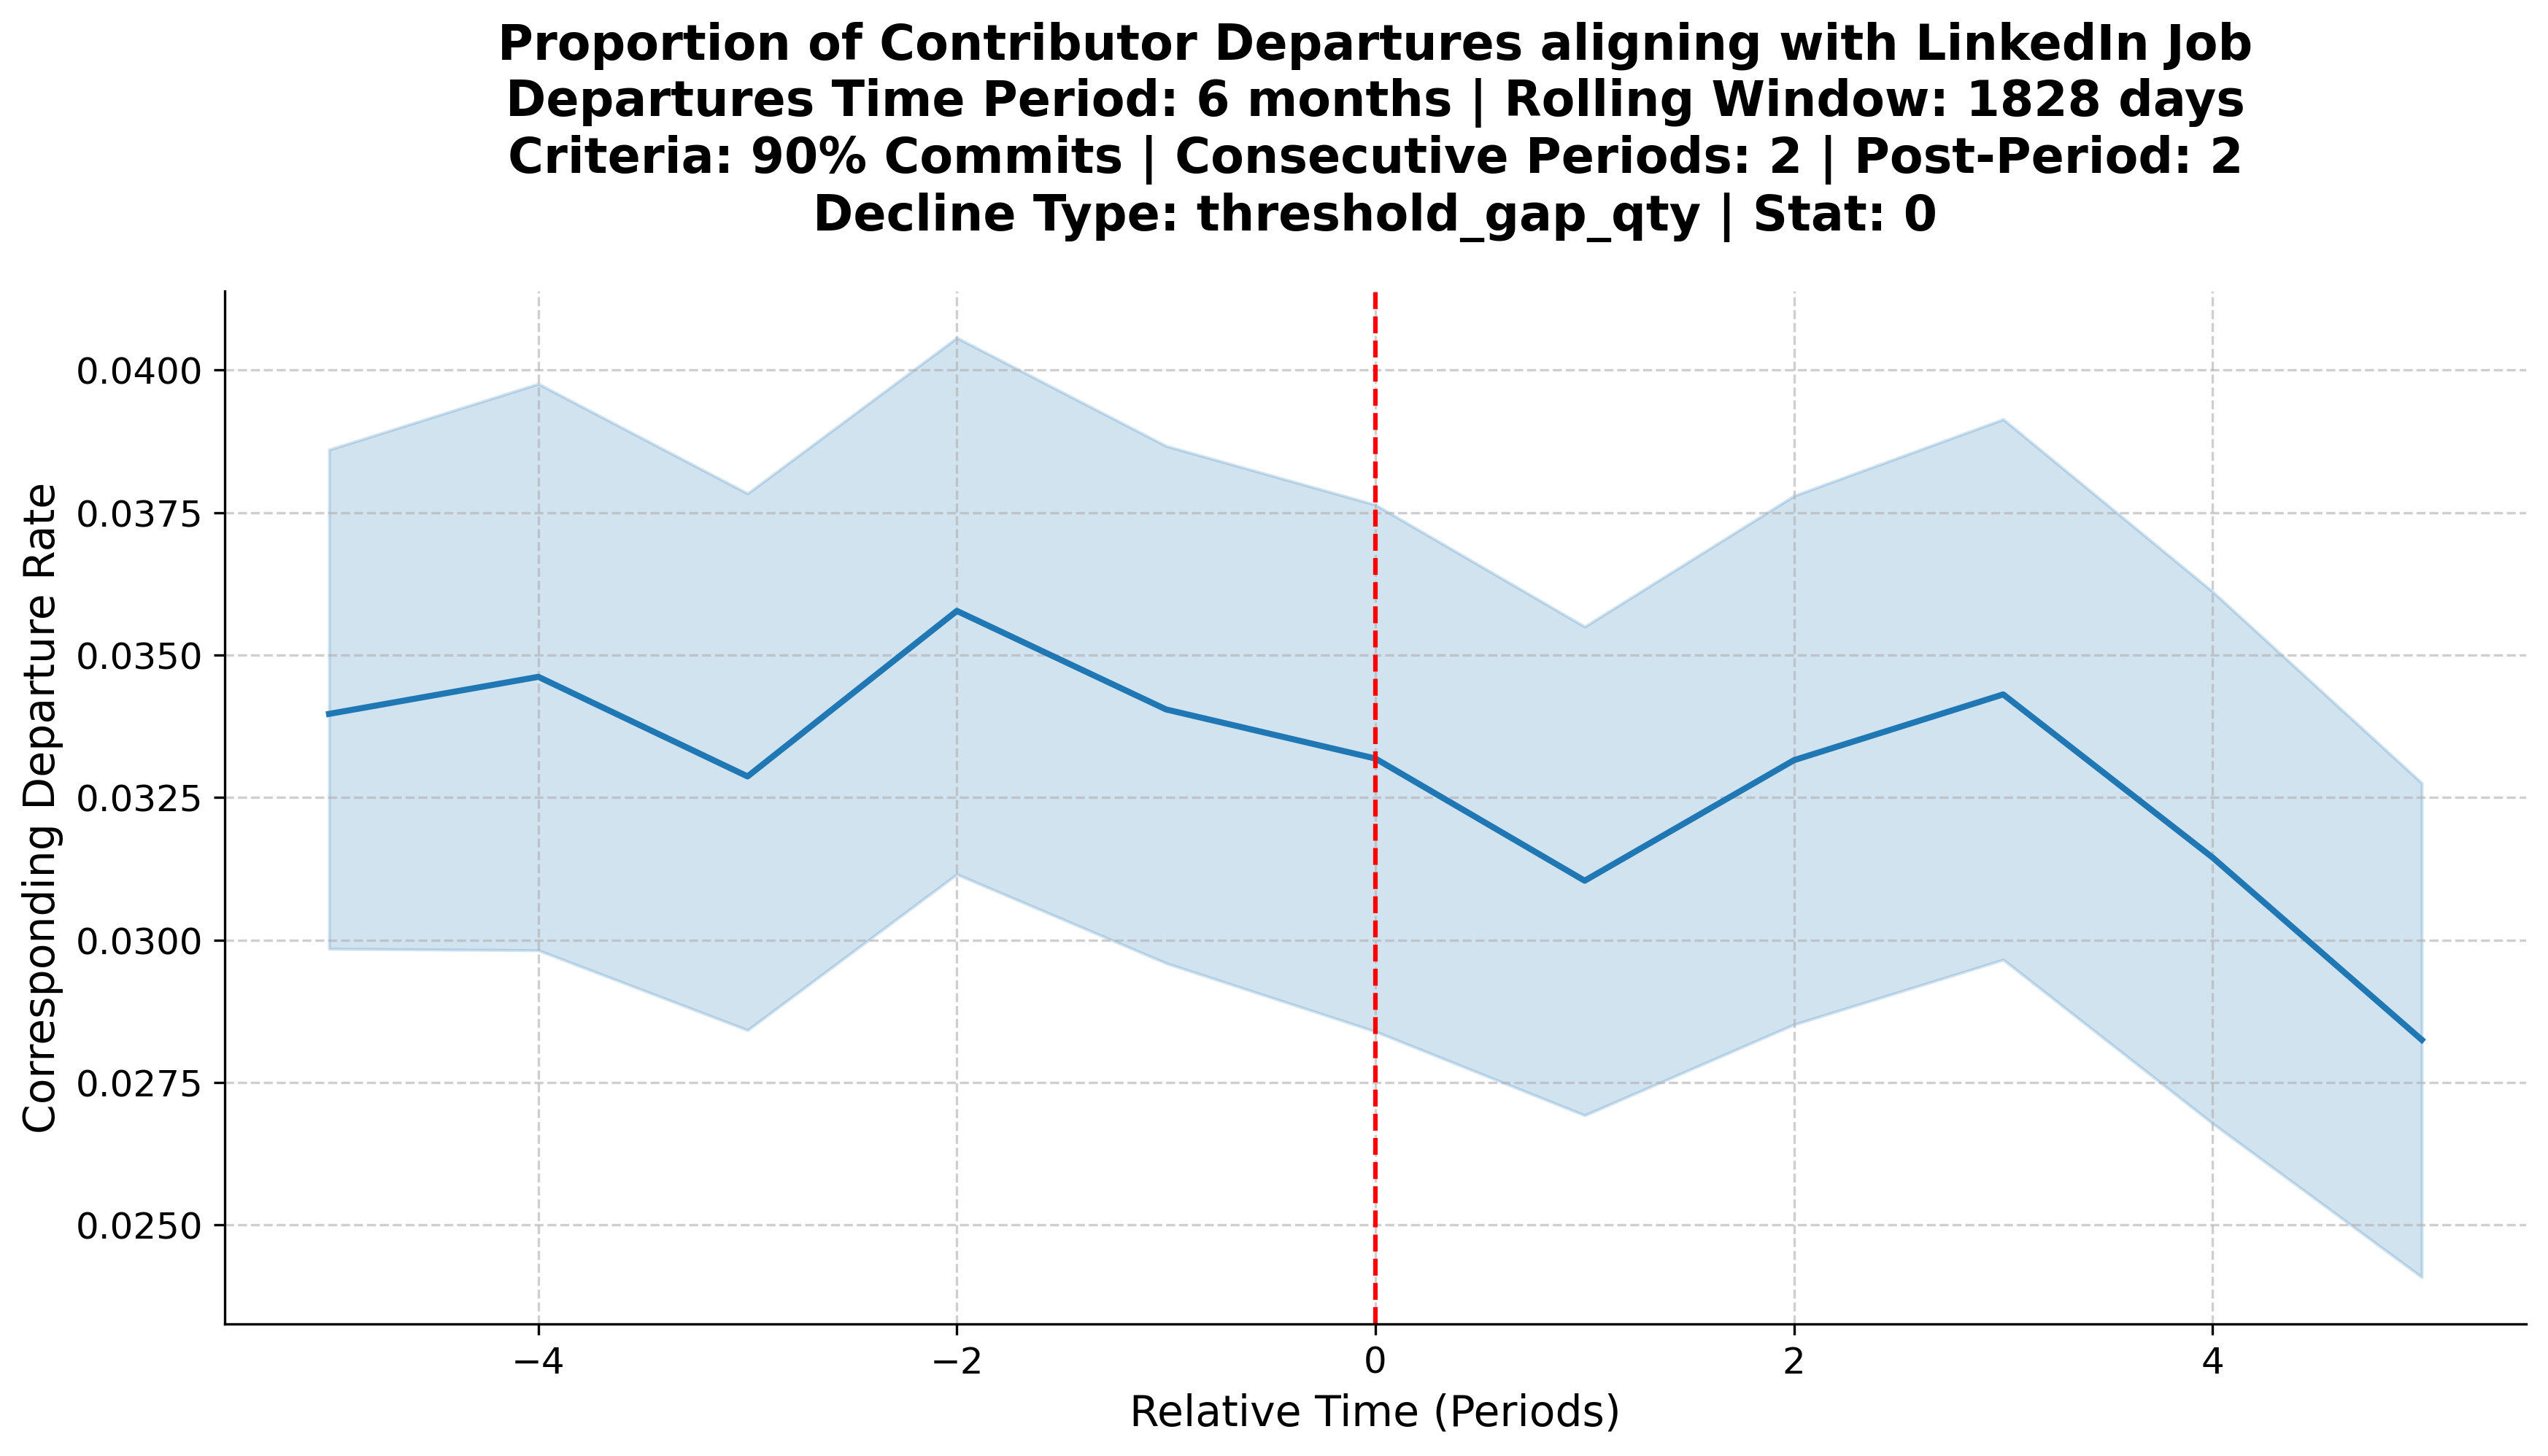 Proportion of Contributor Departures aligning with LinkedIn Job
Departures Time Period: 6 months | Rolling Window: 1828 days
Criteria: 90% Commits | Consecutive Periods: 2 | Post-Period: 2
Decline Type: threshold_gap_qty | Stat: 0
Corresponding Departure Rate
0.0400
0.0375
0.0350
0.0325
0.0300
0.0275
0.0250
−4
−2
0
2
4
Relative Time (Periods)